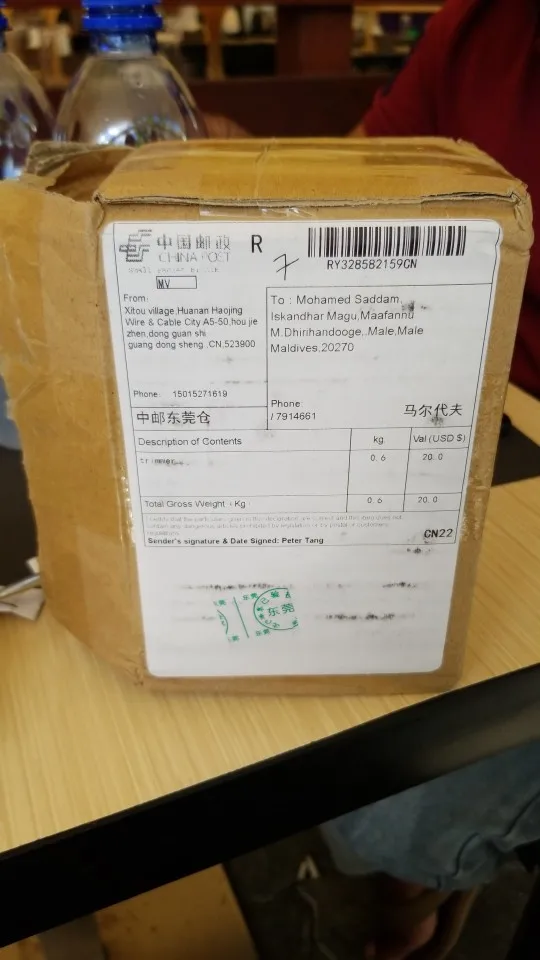 中国邮政
CHINA POST
R
7
RY328582159CN
MV
From:
Xitou village,Huanan Haojing
Wire & Cable City A5-50,hou jie
zhen,dong guan shi
guang dong sheng ,CN,523900
Phone: 15015271619
中邮东莞仓
To : Mohamed Saddam,
Iskandhar Magu,Maafannu
M.Dhirihandooge,.Male,Male
Maldives,20270
Phone
/ 7914661
马尔代夫
Description of Contents
kg.
Val (USD $)
trimmer
0.6
20.0
Total Gross Weight - Kg
0.6
20.0
Sender's signature & Date Signed: Peter Tang
CN22
东莞